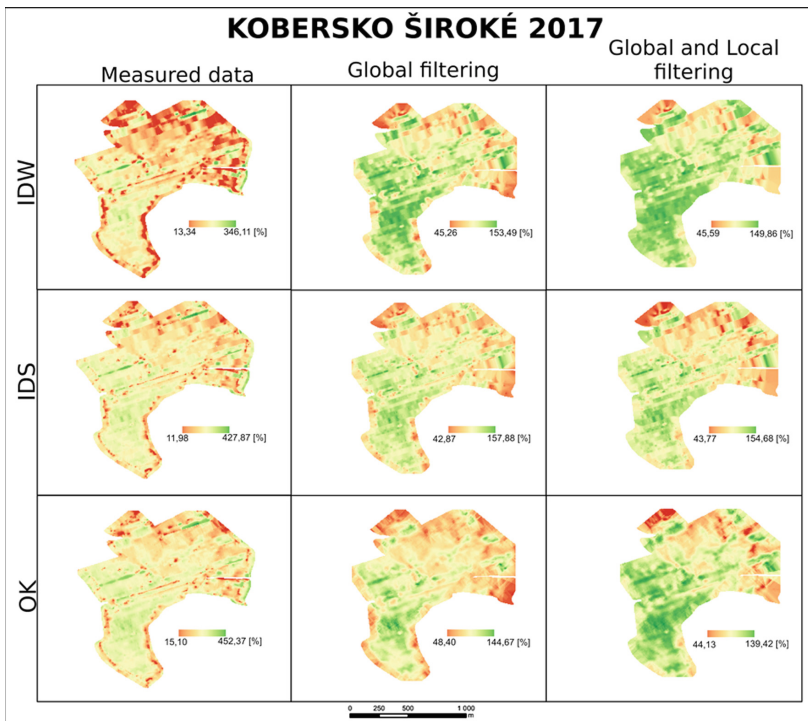 KOBERSKO ŠIROKÉ 2017
Measured data
Global filtering
Global and Local
filtering
IDW
13,34 346,11 [%]
45,26 153,49 [%]
45,59 149,86 [%]
IDS
11,98 427,87 [%]
42,87 157,88 [%]
43,77 154,68 [%]
OK
15,10 452,37 [%]
48,40 144,67 [%]
44,13 139,42 [%]
0 250 500 1 000
m